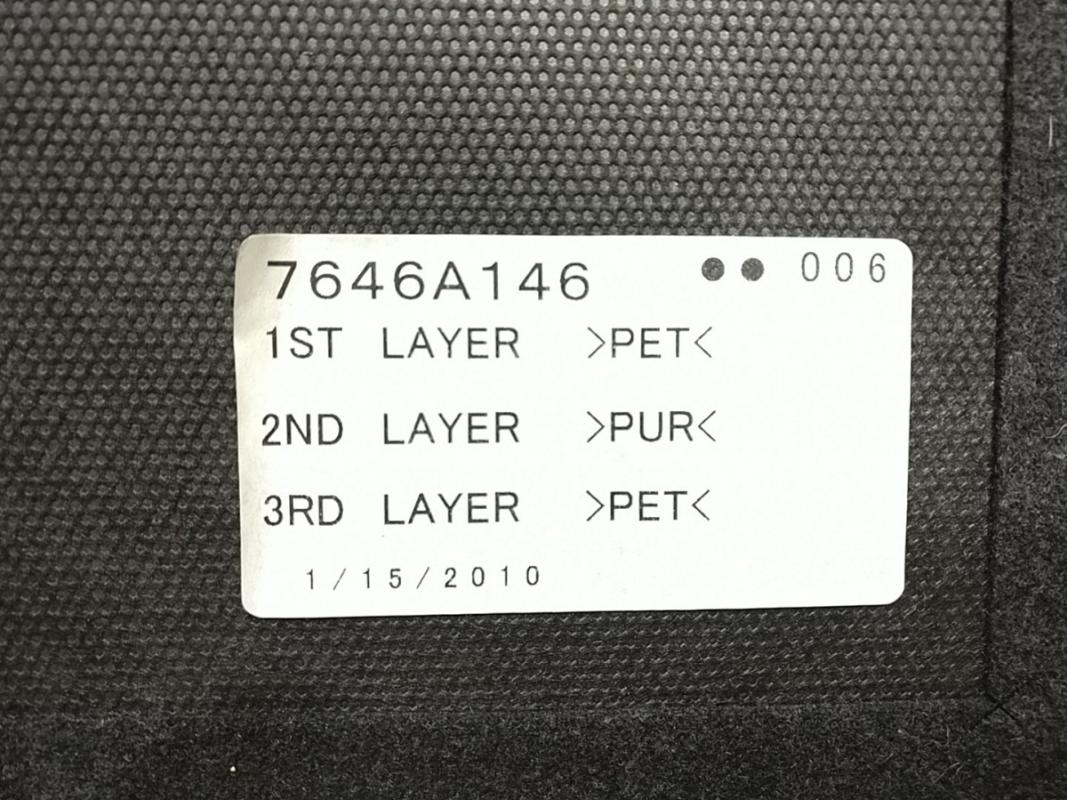 7646A146 ●● 006
1ST LAYER >PET<
2ND LAYER >PUR<
3RD LAYER >PET<
1/15/2010